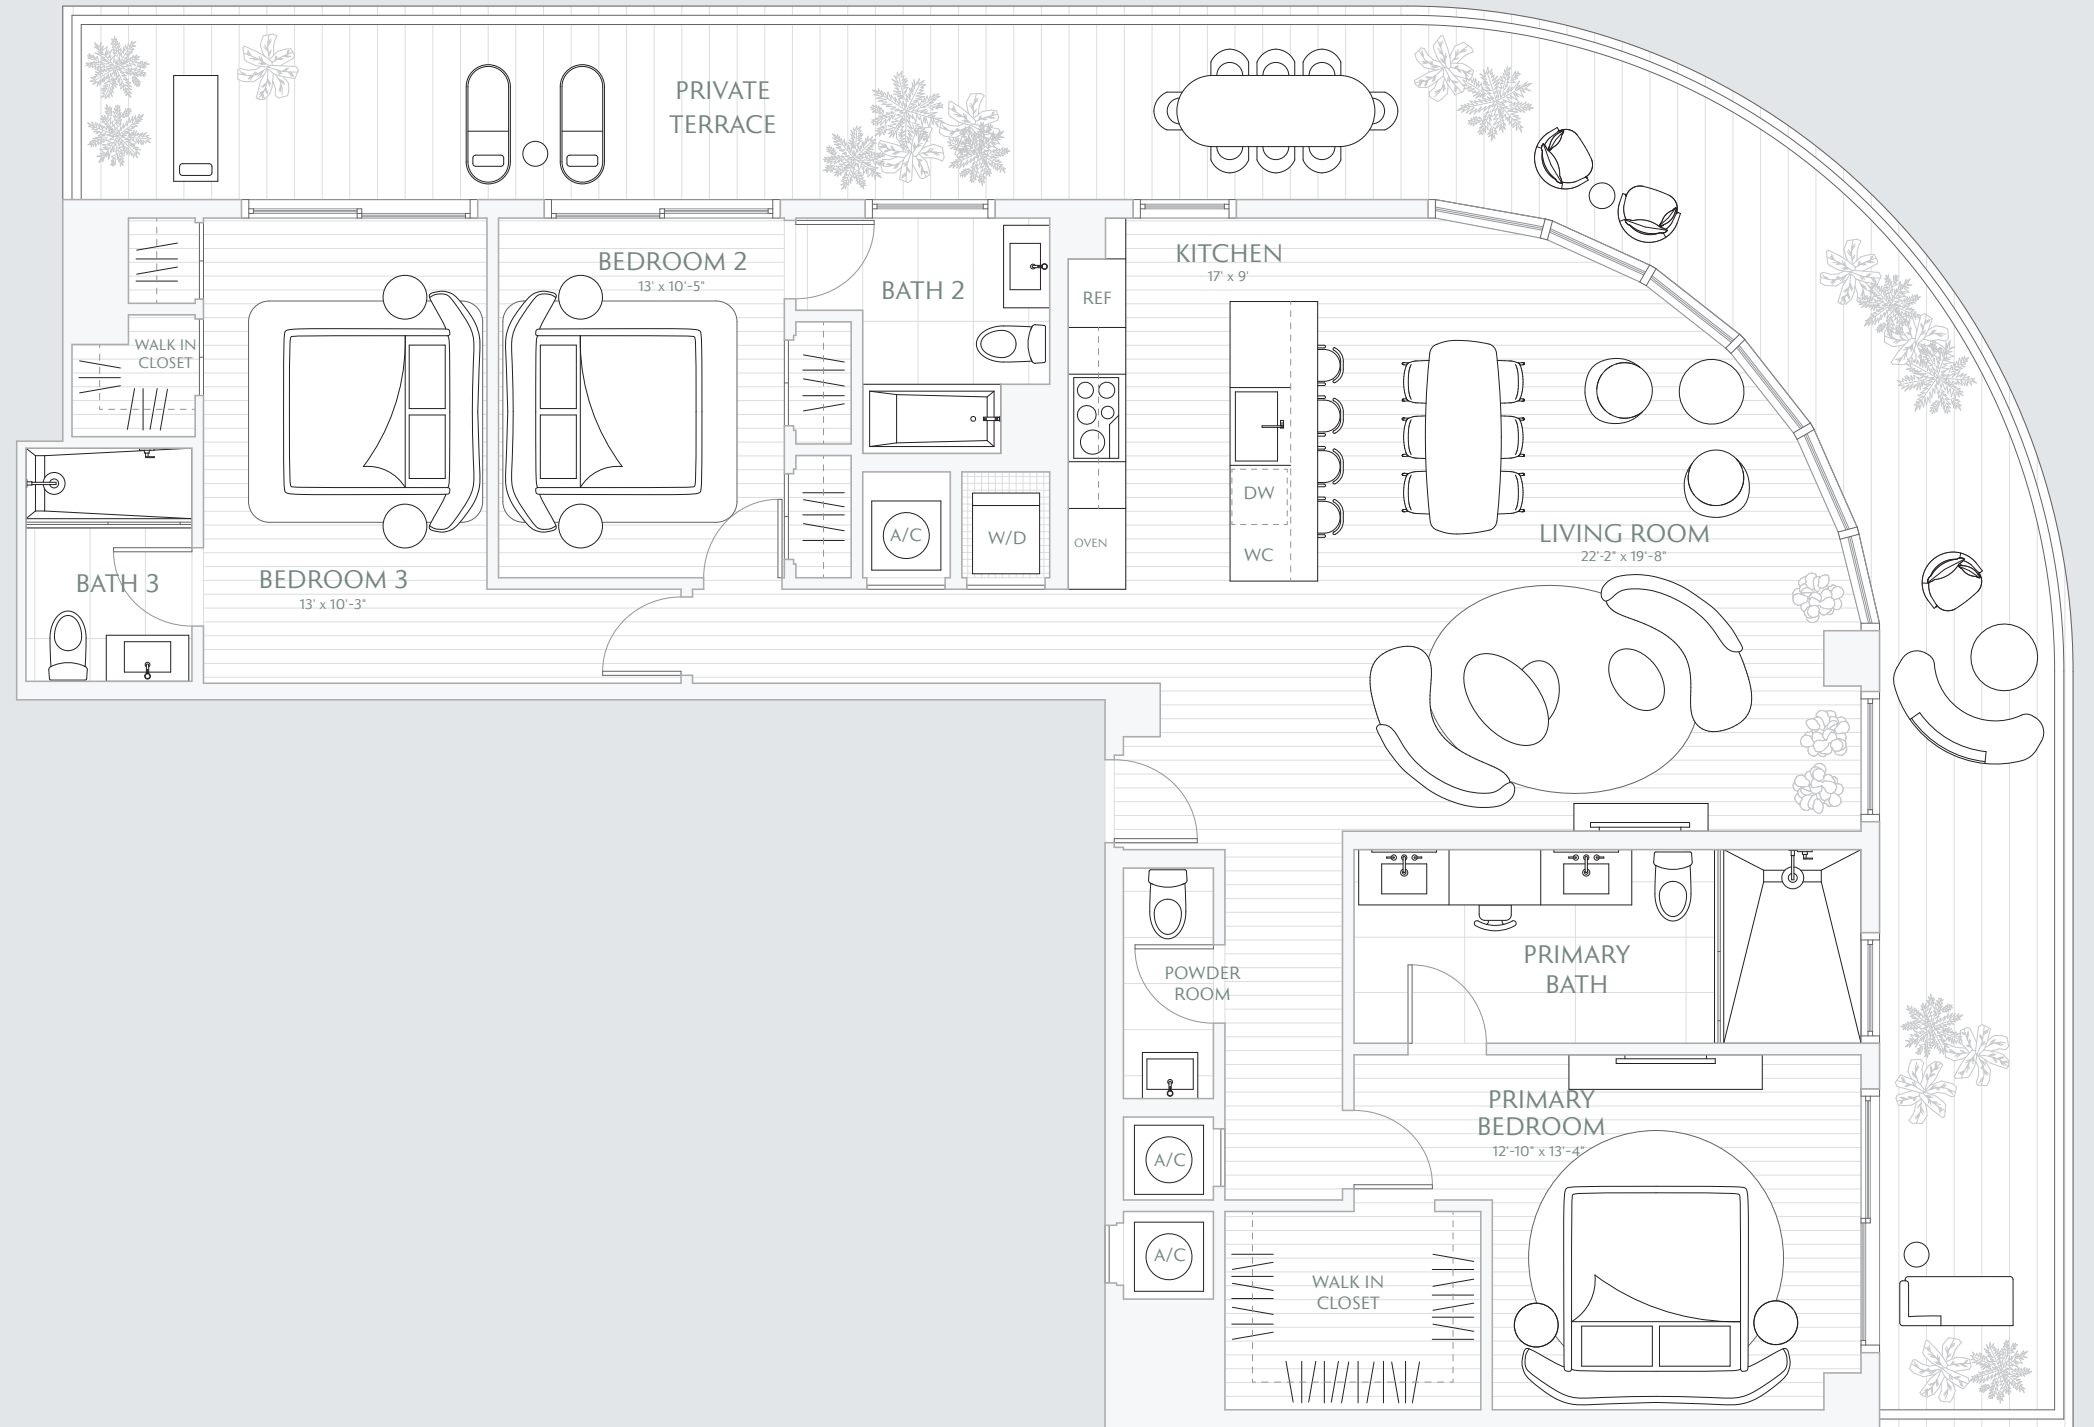 PRIVATE
TERRACE
KITCHEN
17' x 9'
BEDROOM 2
13' x 10'-5"
BATH 2
REF
WALK IN
CLOSET
DW
A/C
W/D
OVEN
WC
LIVING ROOM
22'-2" x 19'-8"
BATH 3
BEDROOM 3
13' x 10'-3"
PRIMARY
BATH
POWDER
ROOM
PRIMARY
BEDROOM
12'-10" x 13'-4"
A/C
A/C
WALK IN
CLOSET